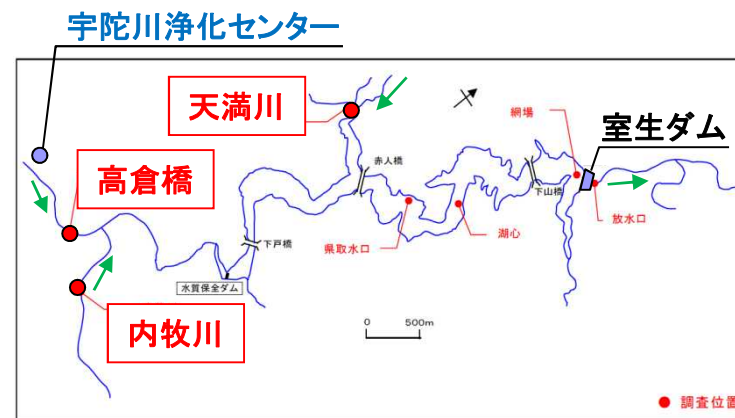 宇陀川浄化センター
天満川
網場
室生ダム
赤人橋
高倉橋
下山橋
放水口
県取水口
湖心
下戸橋
水質保全ダム
内牧川
0 500m
調査位置